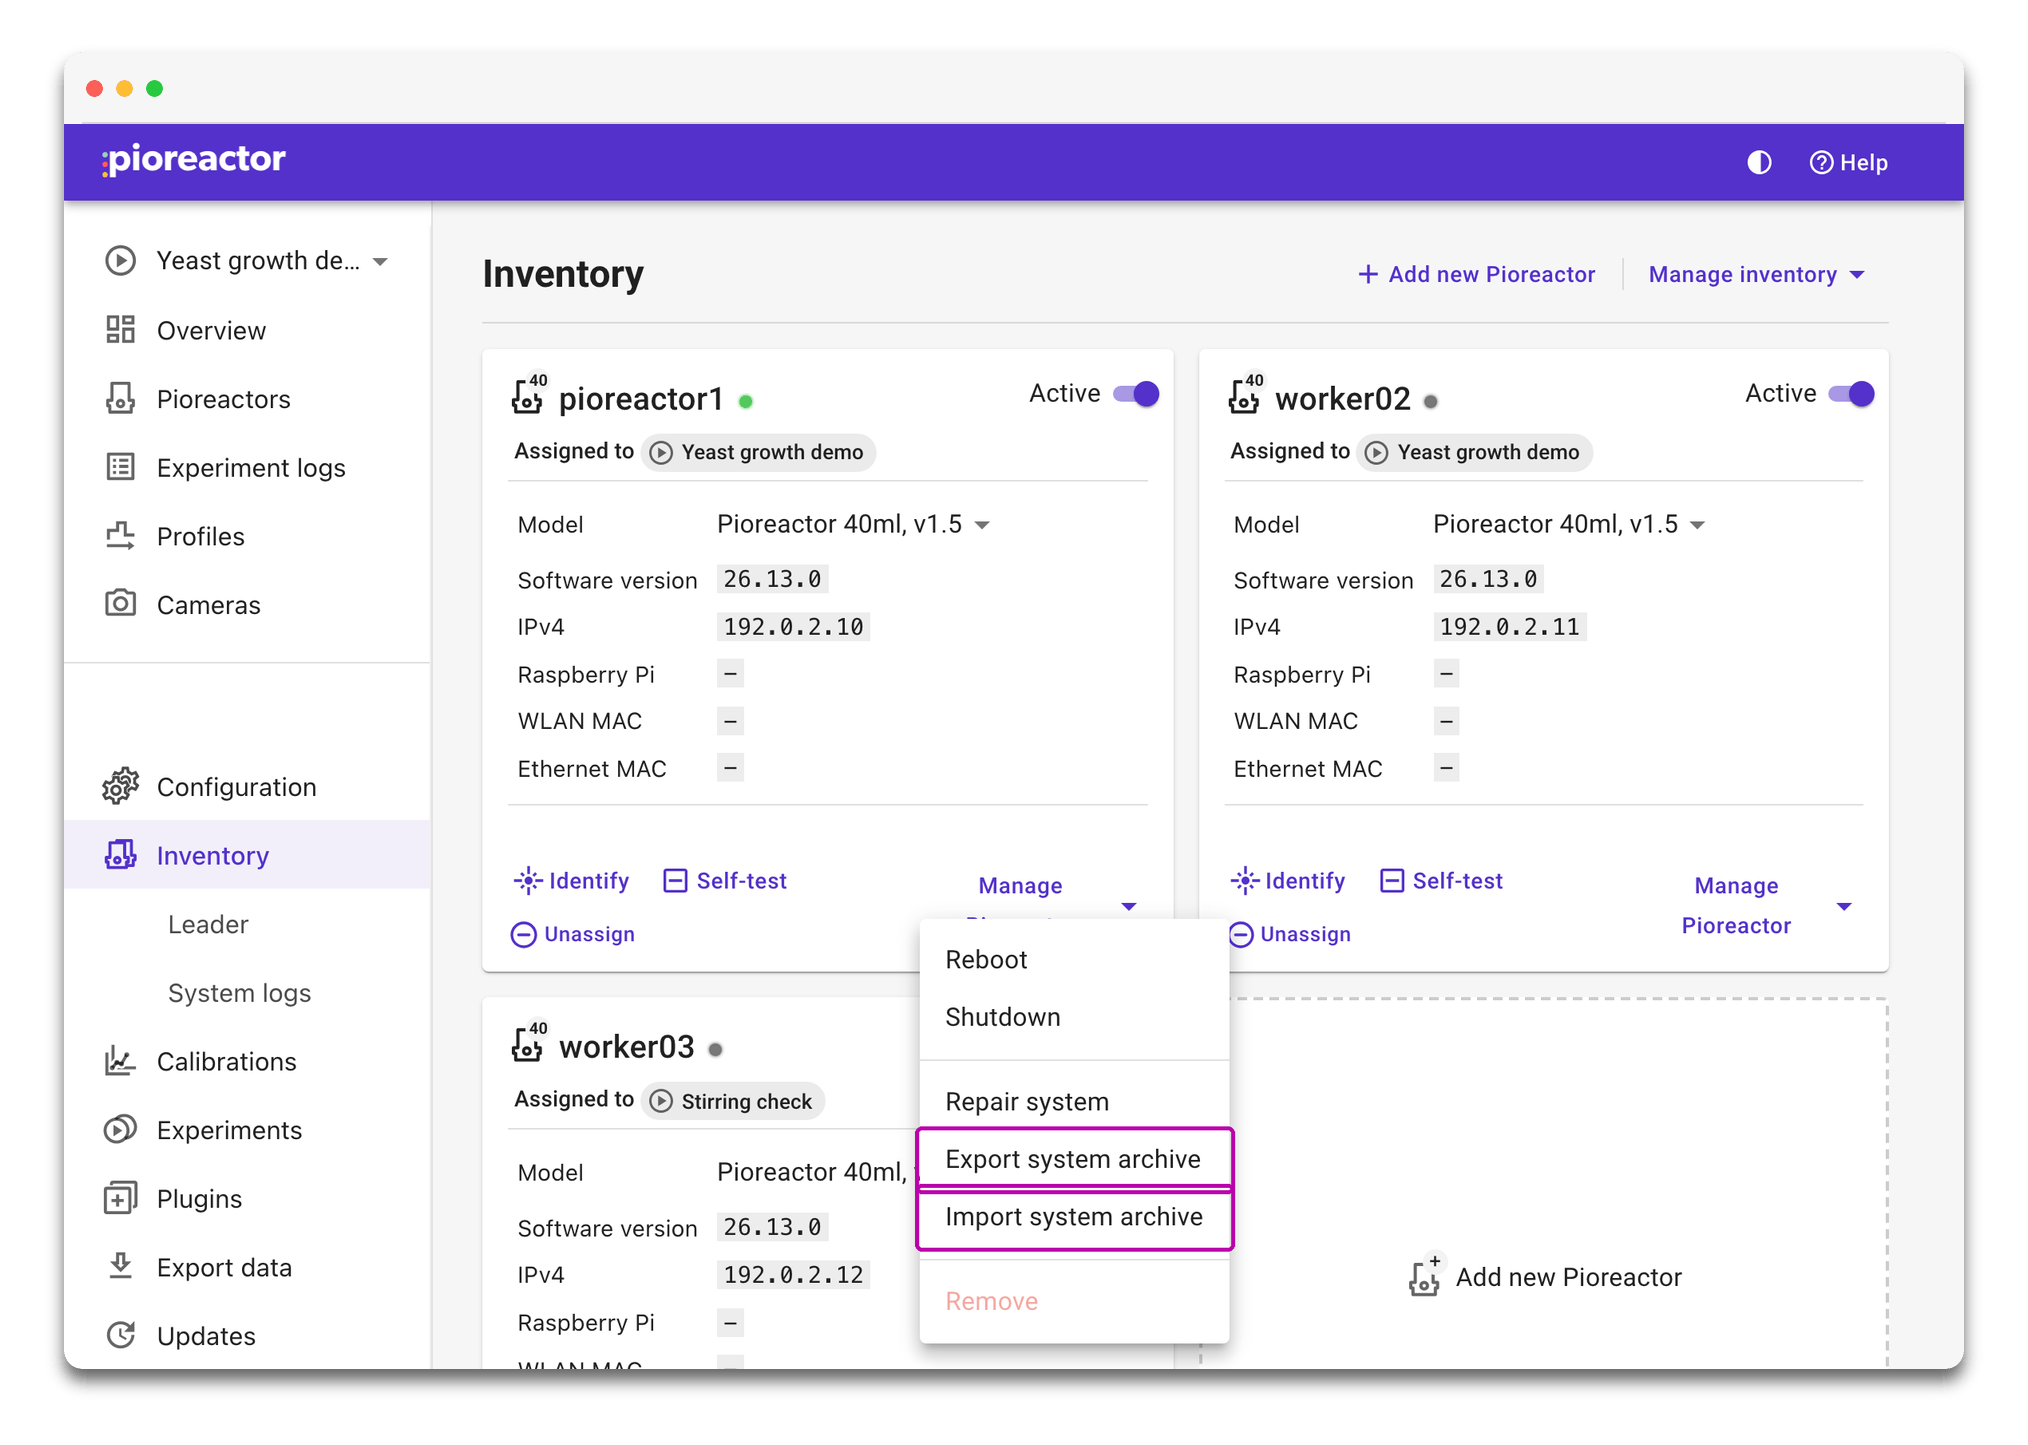 pioreactor
Help
Yeast growth de...
Overview
Pioreactors
Experiment logs
Profiles
Cameras
Configuration
Inventory
Leader
System logs
Calibrations
Experiments
Plugins
Export data
Updates
Inventory
+ Add new Pioreactor
Manage inventory
40
pioreactor1
Active
Assigned to Yeast growth demo
Model Pioreactor 40ml, v1.5
Software version 26.13.0
IPv4 192.0.2.10
Raspberry Pi –
WLAN MAC –
Ethernet MAC –
Identify Self-test
Manage
Unassign
40
worker02
Active
Assigned to Yeast growth demo
Model Pioreactor 40ml, v1.5
Software version 26.13.0
IPv4 192.0.2.11
Raspberry Pi –
WLAN MAC –
Ethernet MAC –
Identify Self-test
Manage Pioreactor
Unassign
40
worker03
Assigned to Stirring check
Model Pioreactor 40ml,
Software version 26.13.0
IPv4 192.0.2.12
Raspberry Pi –
WLAN MAC
Reboot
Shutdown
Repair system
Export system archive
Import system archive
Remove
Add new Pioreactor